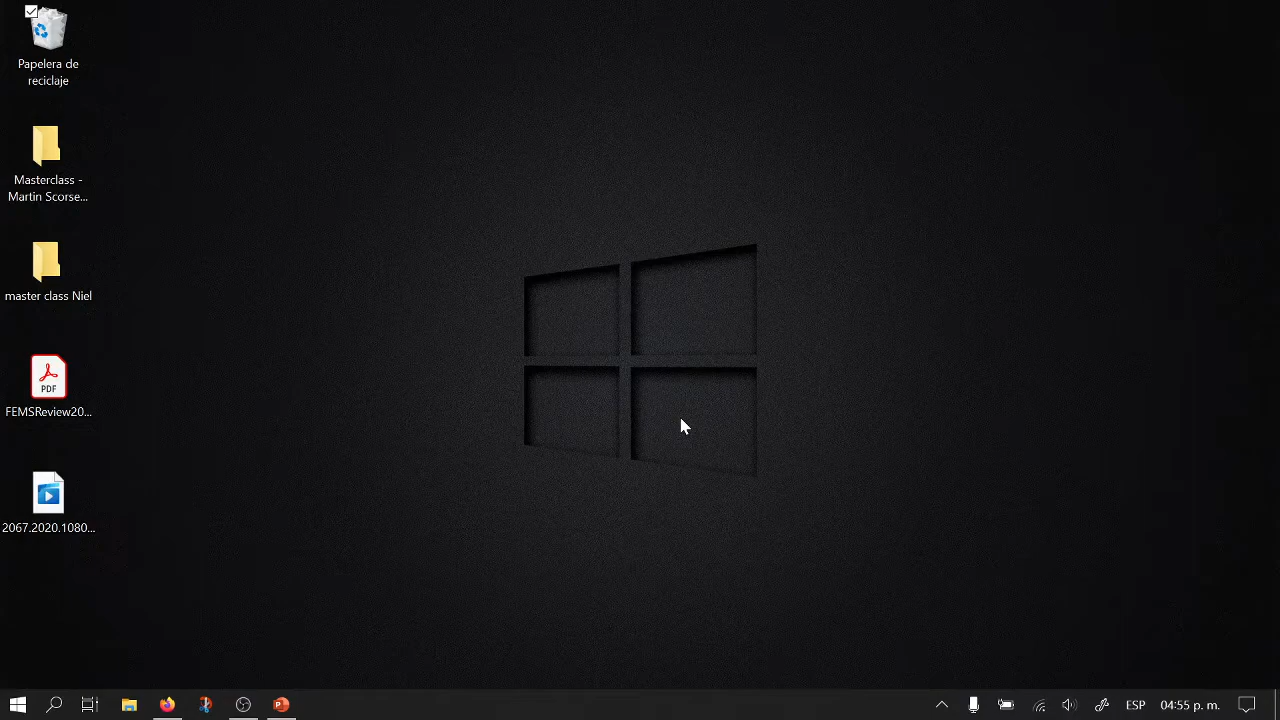 Papelera de
reciclaje
Masterclass -
Martin Scorse...
master class Niel
PDF
FEMSReview20...
2067.2020.1080...
ESP
04:55 p. m.